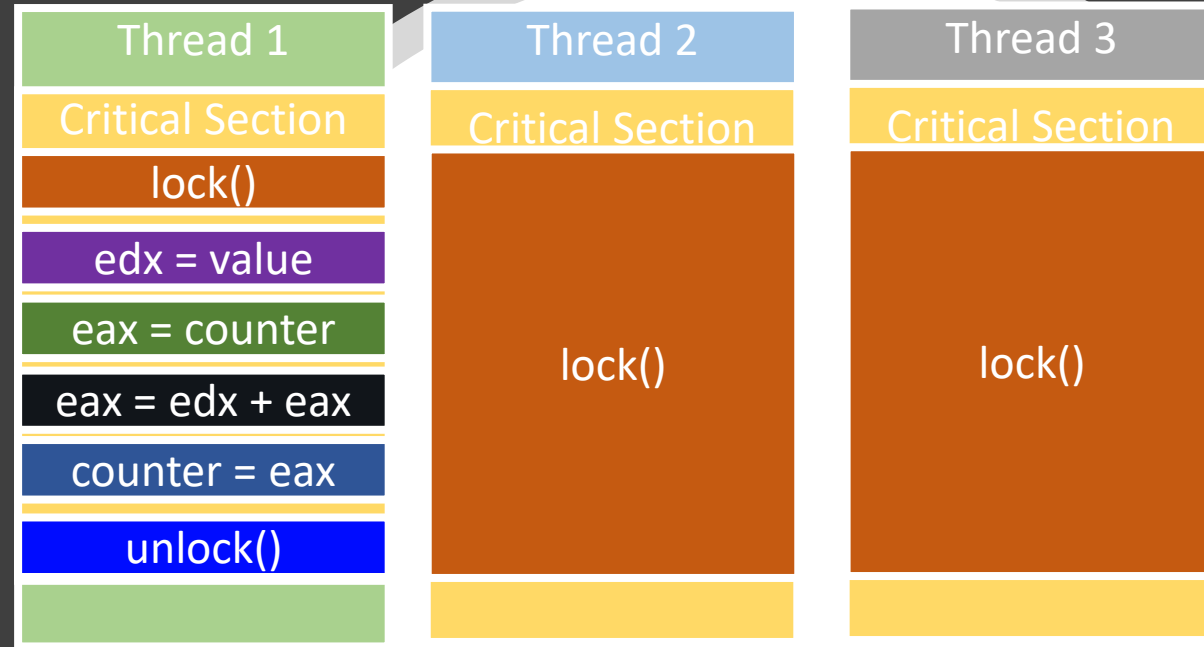 Thread 1
Critical Section
lock()
edx = value
eax = counter
eax = edx + eax
counter = eax
unlock()
Thread 2
Critical Section
lock()
Thread 3
Critical Section
lock()